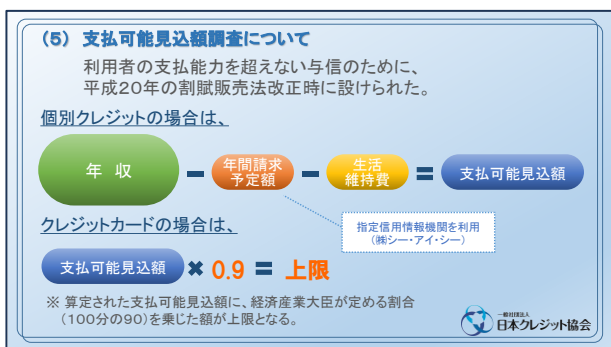 （5） 支払可能見込額調査について
利用者の支払能力を超えない与信のために、
平成２０年の割賦販売法改正時に設けられた。
個別クレジットの場合は、
年 収 － 年間請求 － 生活 ＝ 支払可能見込額
予定額 維持費
クレジットカードの場合は、
指定信用情報機関を利用
（㈱シー・アイ・シー）
支払可能見込額 × 0.9 ＝ 上限
※ 算定された支払可能見込額に、経済産業大臣が定める割合
（１００分の９０）を乗じた額が上限となる。
一般社団法人
日本クレジット協会